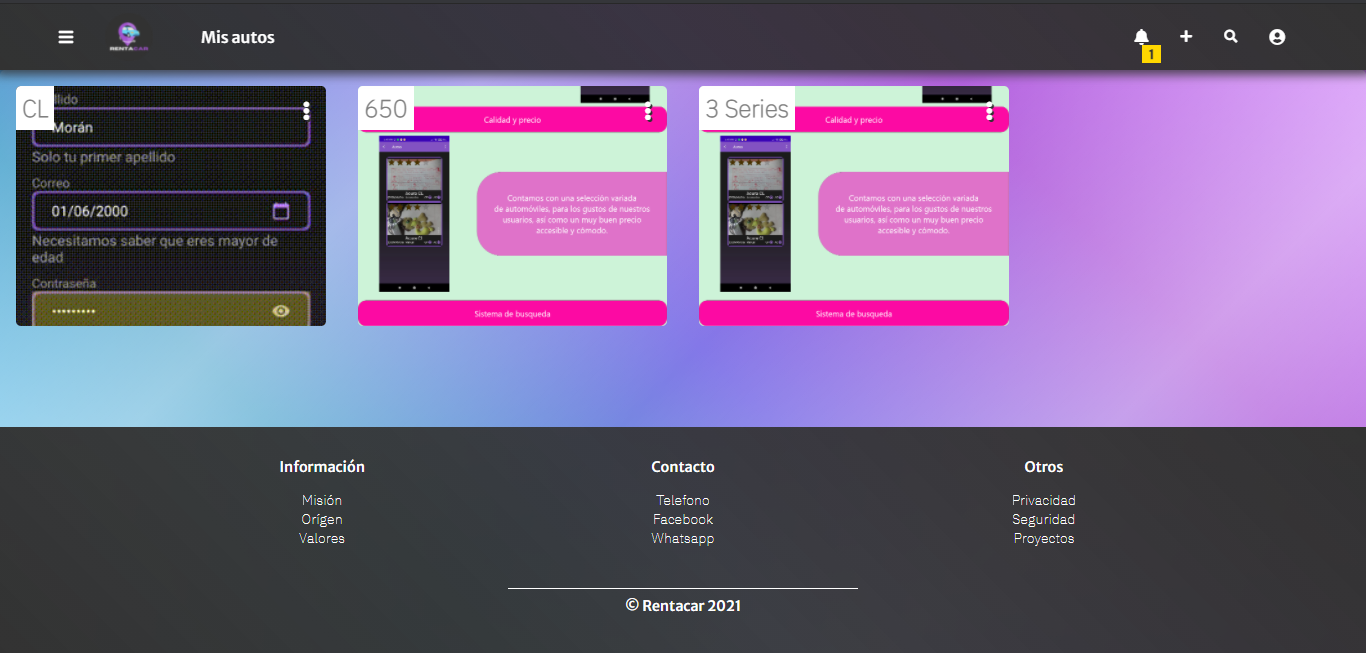 RENTACAR
Mis autos
1
CL
llido
Morán
Solo tu primer apellido
Correo
01/06/2000
Necesitamos saber que eres mayor de
edad
Contraseña
650
Calidad y precio
Contamos con una selección variada
de automóviles, para los gustos de nuestros
usuarios, así como un muy buen precio
accesible y cómodo.
Sistema de busqueda
3 Series
Calidad y precio
Contamos con una selección variada
de automóviles, para los gustos de nuestros
usuarios, así como un muy buen precio
accesible y cómodo.
Sistema de busqueda
Información
Misión
Orígen
Valores
Contacto
Telefono
Facebook
Whatsapp
Otros
Privacidad
Seguridad
Proyectos
© Rentacar 2021